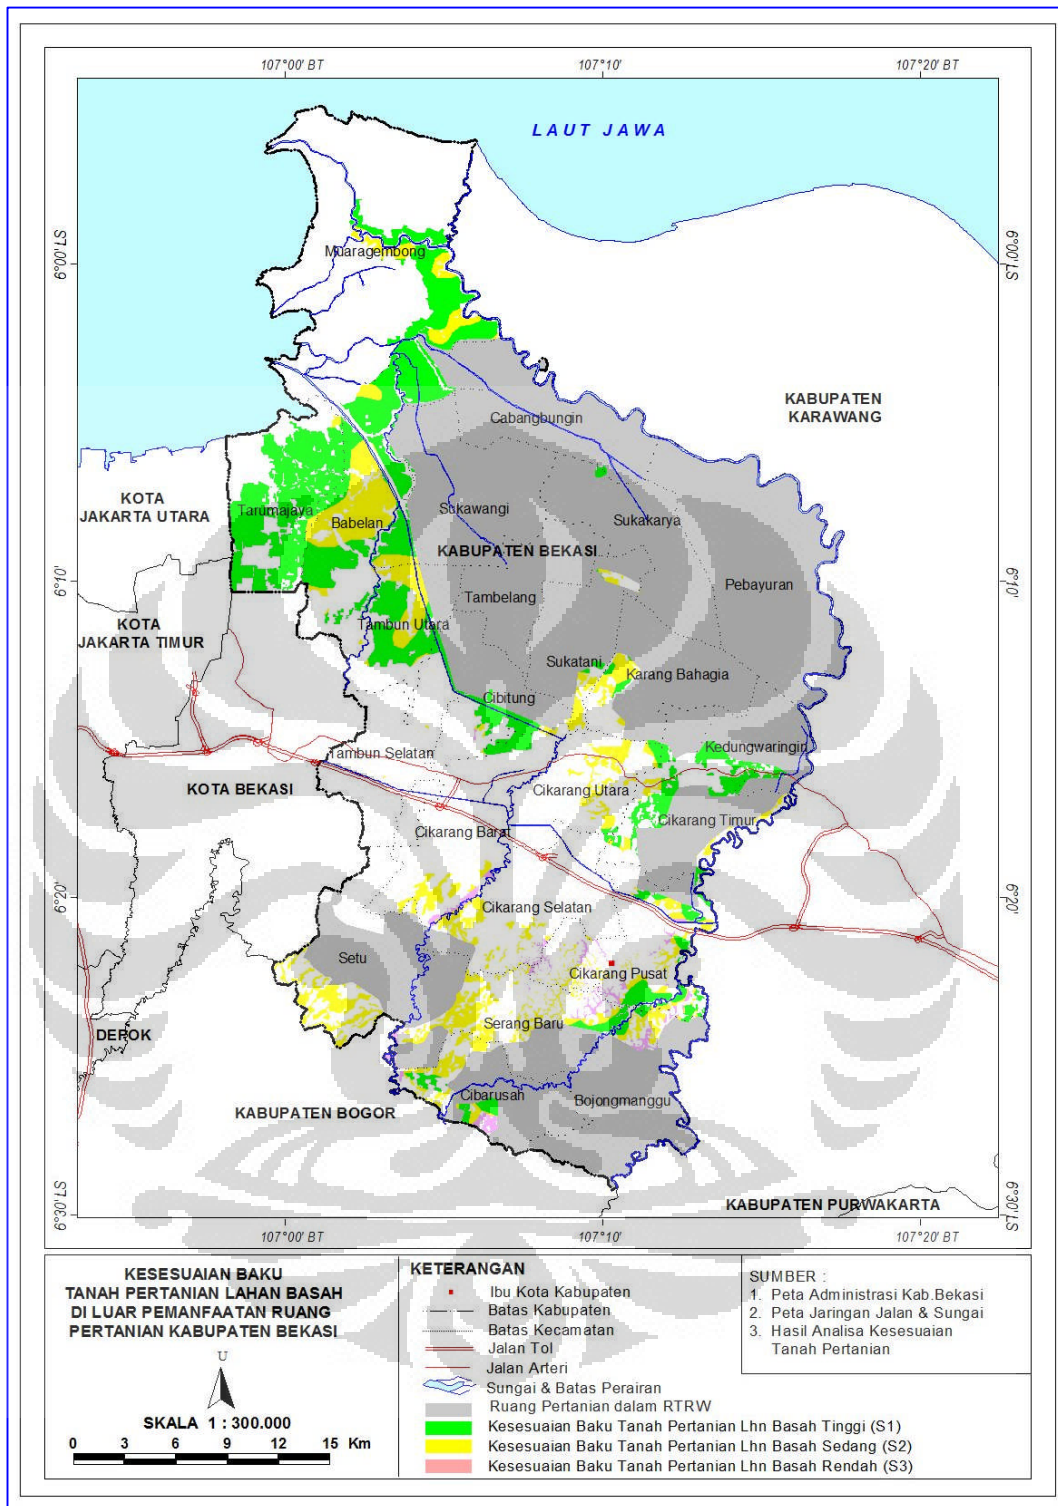 107°00' BT
107°10'
107°20' BT
LAUT JAWA
6°00' LS
6°00'LS
Muaragembong
KABUPATEN
KARAWANG
Cabangbungin
KOTA
JAKARTA UTARA
Tarumajaya
Babelan
Sukawangi
Sukakarya
KABUPATEN BEKASI
6°10'
6°10'
Pebayuran
Tambelang
KOTA
JAKARTA TIMUR
Tambun Utara
Sukatani
Karang Bahagia
Cibitung
Kedungwaringin
Tambun Selatan
KOTA BEKASI
Cikarang Utara
Cikarang Timur
Cikarang Barat
6°20'
6°20'
Cikarang Selatan
Setu
Cikarang Pusat
Serang Baru
DEPOK
Cibarusah
Bojongmanggu
KABUPATEN BOGOR
KABUPATEN PURWAKARTA
6°30' LS
6°30'LS
107°00' BT
107°10'
107°20' BT
KESESUAIAN BAKU
TANAH PERTANIAN LAHAN BASAH
DI LUAR PEMANFAATAN RUANG
PERTANIAN KABUPATEN BEKASI
U
SKALA 1 : 300.000
0 3 6 9 12 15 Km
KETERANGAN
Ibu Kota Kabupaten
Batas Kabupaten
Batas Kecamatan
Jalan Tol
Jalan Arteri
Sungai & Batas Perairan
Ruang Pertanian dalam RTRW
Kesesuaian Baku Tanah Pertanian Lhn Basah Tinggi (S1)
Kesesuaian Baku Tanah Pertanian Lhn Basah Sedang (S2)
Kesesuaian Baku Tanah Pertanian Lhn Basah Rendah (S3)
SUMBER :
1. Peta Administrasi Kab.Bekasi
2. Peta Jaringan Jalan & Sungai
3. Hasil Analisa Kesesuaian
Tanah Pertanian